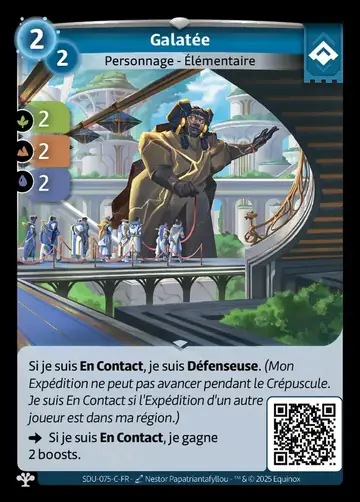 2
2
Galatée
Personnage - Élémentaire
2
2
2
Si je suis En Contact, je suis Défenseuse. (Mon
Expédition ne peut pas avancer pendant le Crépuscule.
Je suis En Contact si l'Expédition d'un autre
joueur est dans ma région.)
Si je suis En Contact, je gagne
2 boosts.
SDU-075-C-FR - Nestor Papatriantafyllou - ™ & © 2025 Equinox